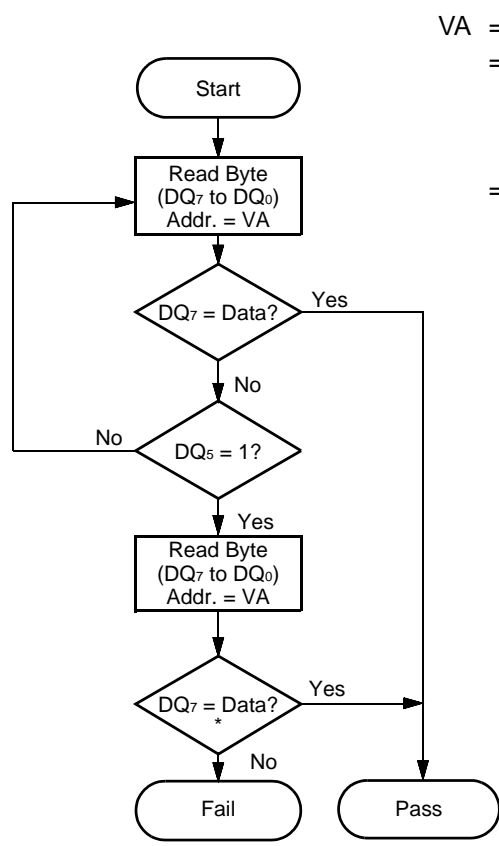 VA =
=
=
Start
Read Byte
(DQ₇ to DQ₀)
Addr. = VA
DQ₇ = Data?
Yes
No
DQ₅ = 1?
No
Yes
Read Byte
(DQ₇ to DQ₀)
Addr. = VA
DQ₇ = Data?
*
Yes
No
Fail
Pass